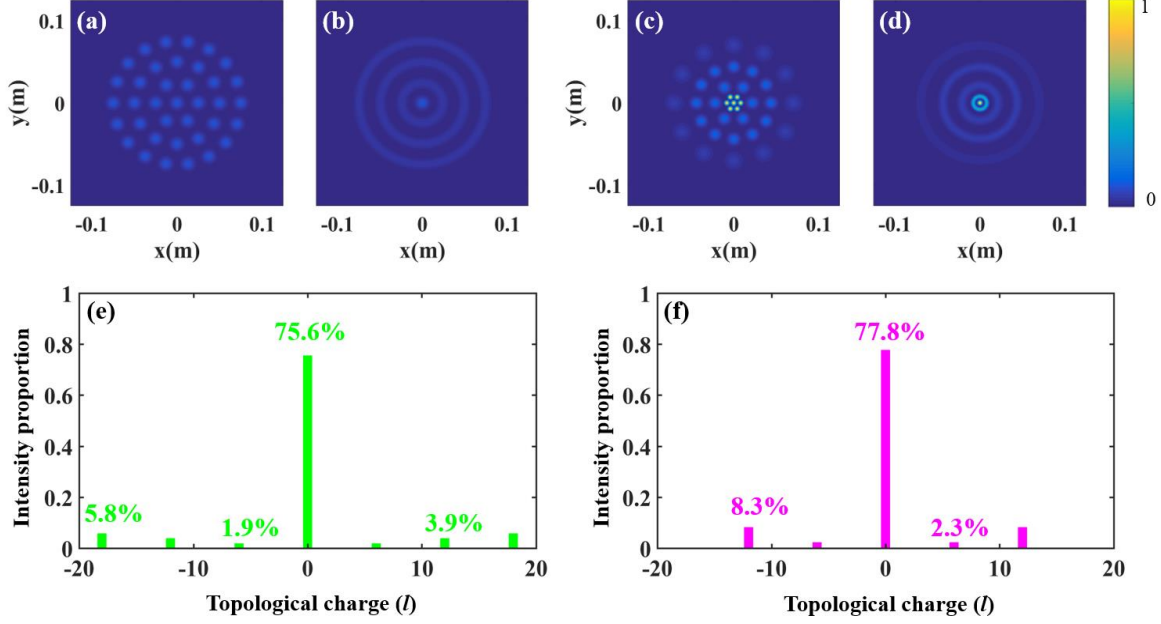 (a) (b) (c) (d)
1
0
0.1 0.1
0 0
-0.1 -0.1
y(m) y(m)
-0.1 0 0.1 -0.1 0 0.1 -0.1 0 0.1 -0.1 0 0.1
x(m) x(m) x(m) x(m)
(e)
1
0.8
0.6
0.4
0.2
0
Intensity proportion
75.6%
5.8%
1.9%
3.9%
-20 -10 0 10 20
Topological charge (l)
(f)
1
0.8
0.6
0.4
0.2
0
Intensity proportion
77.8%
8.3%
2.3%
-20 -10 0 10 20
Topological charge (l)